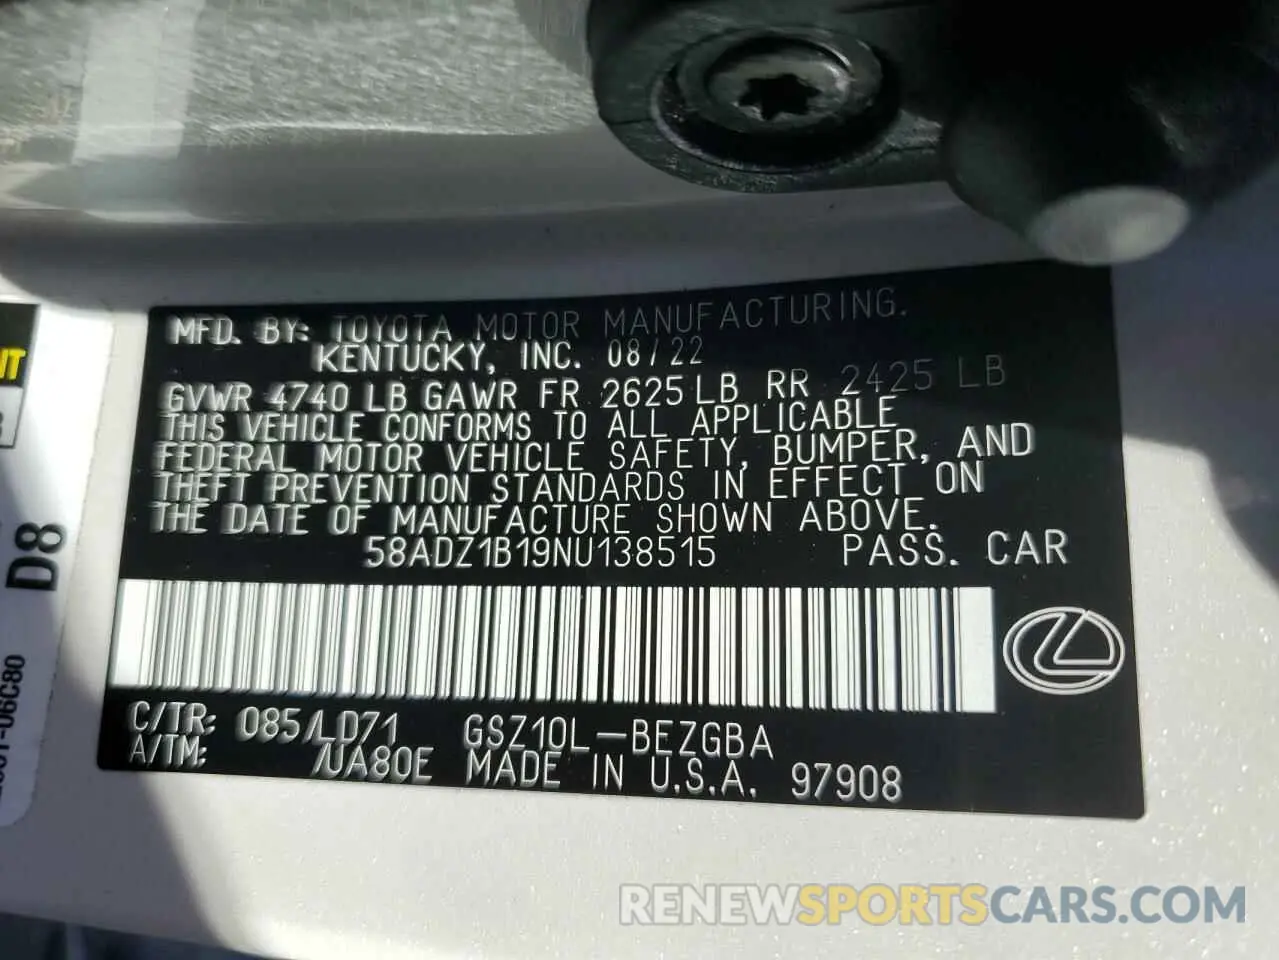 MFD. BY: TOYOTA MOTOR MANUFACTURING.
KENTUCKY, INC. 08/22
GVWR 4740 LB GAWR FR 2625 LB RR 2425 LB
THIS VEHICLE CONFORMS TO ALL APPLICABLE
FEDERAL MOTOR VEHICLE SAFETY, BUMPER, AND
THEFT PREVENTION STANDARDS IN EFFECT ON
THE DATE OF MANUFACTURE SHOWN ABOVE.
58ADZ1B19NU138515 PASS. CAR
C/TR: 085/LD71 GSZ10L-BEZGBA
A/TM: /UA80E MADE IN U.S.A. 97908
D8
RENEWSPORTSCARS.COM